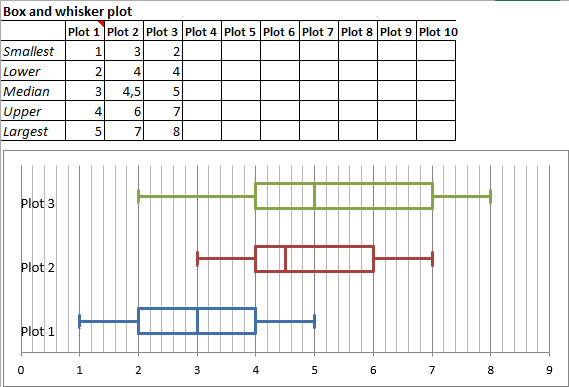 Box and whisker plot
Plot 1 Plot 2 Plot 3 Plot 4 Plot 5 Plot 6 Plot 7 Plot 8 Plot 9 Plot 10
Smallest 1 3 2
Lower 2 4 4
Median 3 4,5 5
Upper 4 6 7
Largest 5 7 8
Plot 3
Plot 2
Plot 1
0 1 2 3 4 5 6 7 8 9